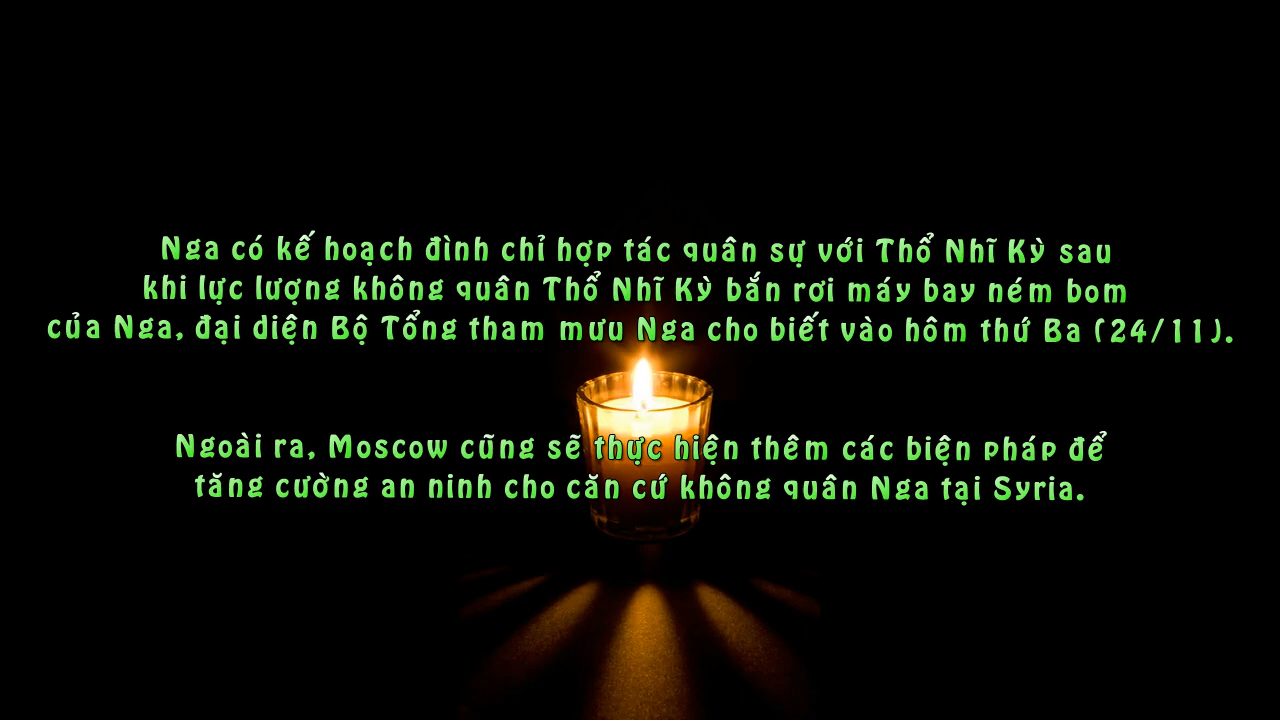 Nga có kế hoạch đình chỉ hợp tác quân sự với Thổ Nhĩ Kỳ sau
khi lực lượng không quân Thổ Nhĩ Kỳ bắn rơi máy bay ném bom
của Nga, đại diện Bộ Tổng tham mưu Nga cho biết vào hôm thứ Ba (24/11).
Ngoài ra, Moscow cũng sẽ thực hiện thêm các biện pháp để
tăng cường an ninh cho căn cứ không quân Nga tại Syria.